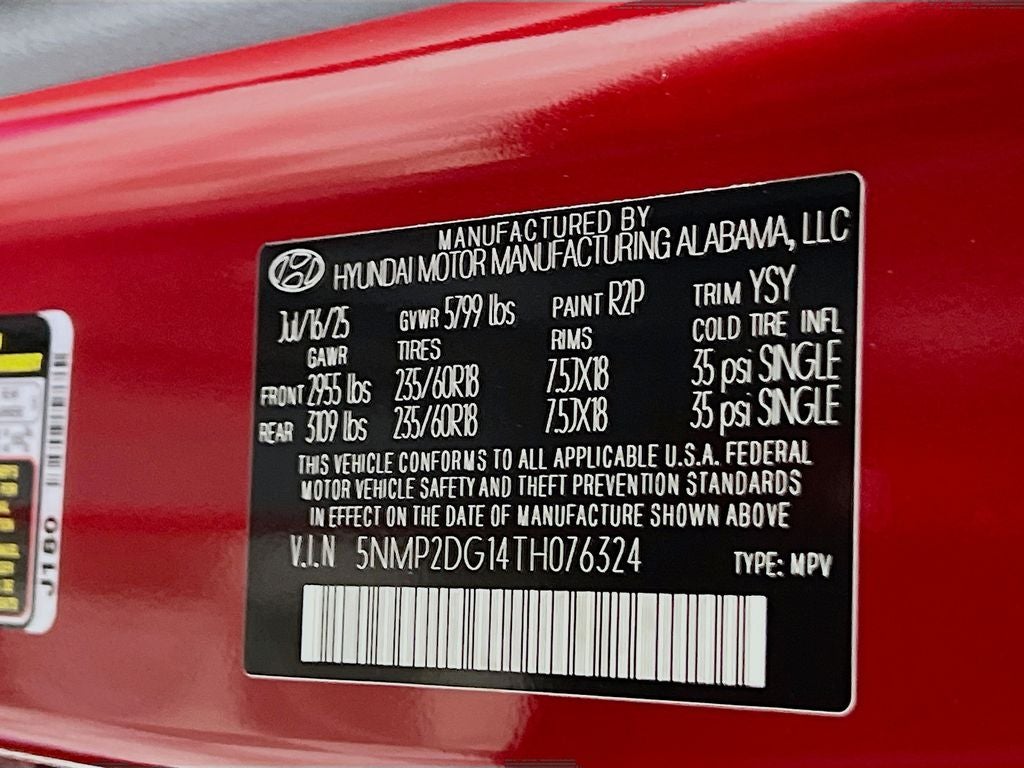 MANUFACTURED BY
HYUNDAI MOTOR MANUFACTURING ALABAMA, LLC
Jul/16/25 GVWR 5799 lbs PAINT R2P TRIM YSY
GAWR TIRES RIMS COLD TIRE INFL
FRONT 2955 lbs 235/60R18 7.5JX18 35 psi SINGLE
REAR 3109 lbs 235/60R18 7.5JX18 35 psi SINGLE
THIS VEHICLE CONFORMS TO ALL APPLICABLE U.S.A. FEDERAL
MOTOR VEHICLE SAFETY AND THEFT PREVENTION STANDARDS
IN EFFECT ON THE DATE OF MANUFACTURE SHOWN ABOVE
V.I.N 5NMP2DG14TH076324 TYPE: MPV
J1B0